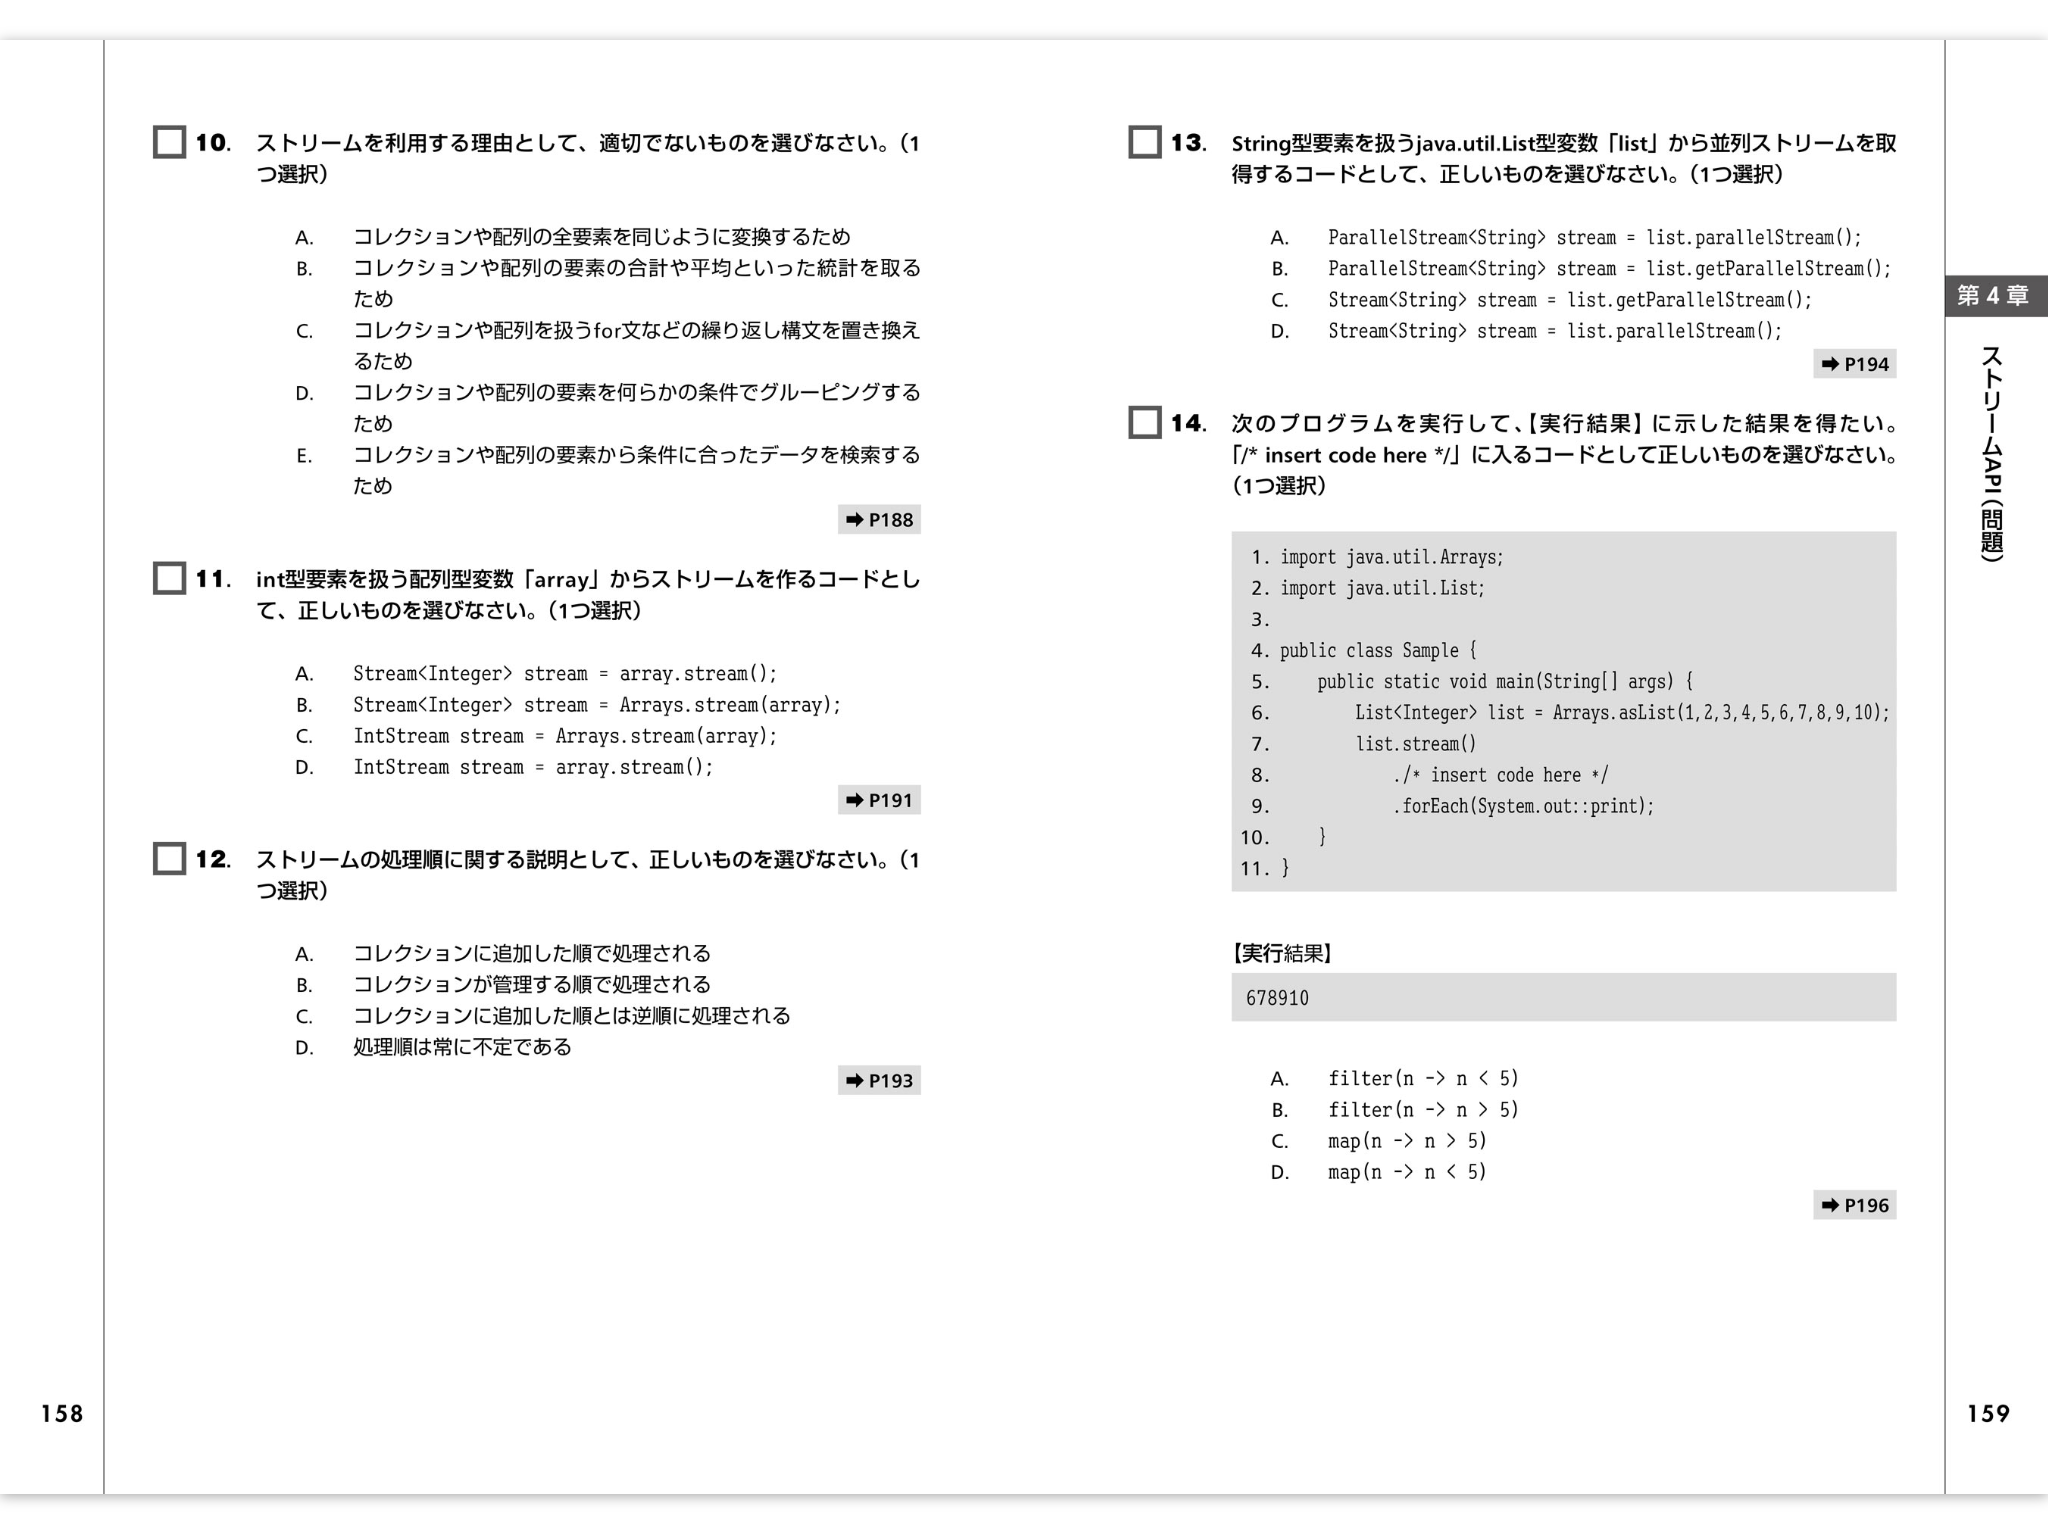 10. ストリームを利用する理由として、適切でないものを選びなさい。(1
つ選択)
A. コレクションや配列の全要素を同じように変換するため
B. コレクションや配列の要素の合計や平均といった統計を取る
ため
C. コレクションや配列を扱うfor文などの繰り返し構文を置き換え
るため
D. コレクションや配列の要素を何らかの条件でグルーピングする
ため
E. コレクションや配列の要素から条件に合ったデータを検索する
ため
➡ P188
11. int型要素を扱う配列型変数「array」からストリームを作るコードとし
て、正しいものを選びなさい。(1つ選択)
A. Stream<Integer> stream = array.stream();
B. Stream<Integer> stream = Arrays.stream(array);
C. IntStream stream = Arrays.stream(array);
D. IntStream stream = array.stream();
➡ P191
12. ストリームの処理順に関する説明として、正しいものを選びなさい。(1
つ選択)
A. コレクションに追加した順で処理される
B. コレクションが管理する順で処理される
C. コレクションに追加した順とは逆順に処理される
D. 処理順は常に不定である
➡ P193
158
13. String型要素を扱うjava.util.List型変数「list」から並列ストリームを取
得するコードとして、正しいものを選びなさい。(1つ選択)
A. ParallelStream<String> stream = list.parallelStream();
B. ParallelStream<String> stream = list.getParallelStream();
C. Stream<String> stream = list.getParallelStream();
D. Stream<String> stream = list.parallelStream();
➡ P194
14. 次のプログラムを実行して、【実行結果】に示した結果を得たい。
「/* insert code here */」に入るコードとして正しいものを選びなさい。
(1つ選択)
1. import java.util.Arrays;
2. import java.util.List;
3.
4. public class Sample {
5. public static void main(String[] args) {
6. List<Integer> list = Arrays.asList(1,2,3,4,5,6,7,8,9,10);
7. list.stream()
8. ./* insert code here */
9. .forEach(System.out::print);
10. }
11. }
【実行結果】
678910
A. filter(n -> n < 5)
B. filter(n -> n > 5)
C. map(n -> n > 5)
D. map(n -> n < 5)
➡ P196
第4章
ストリームAPI(問題)
159